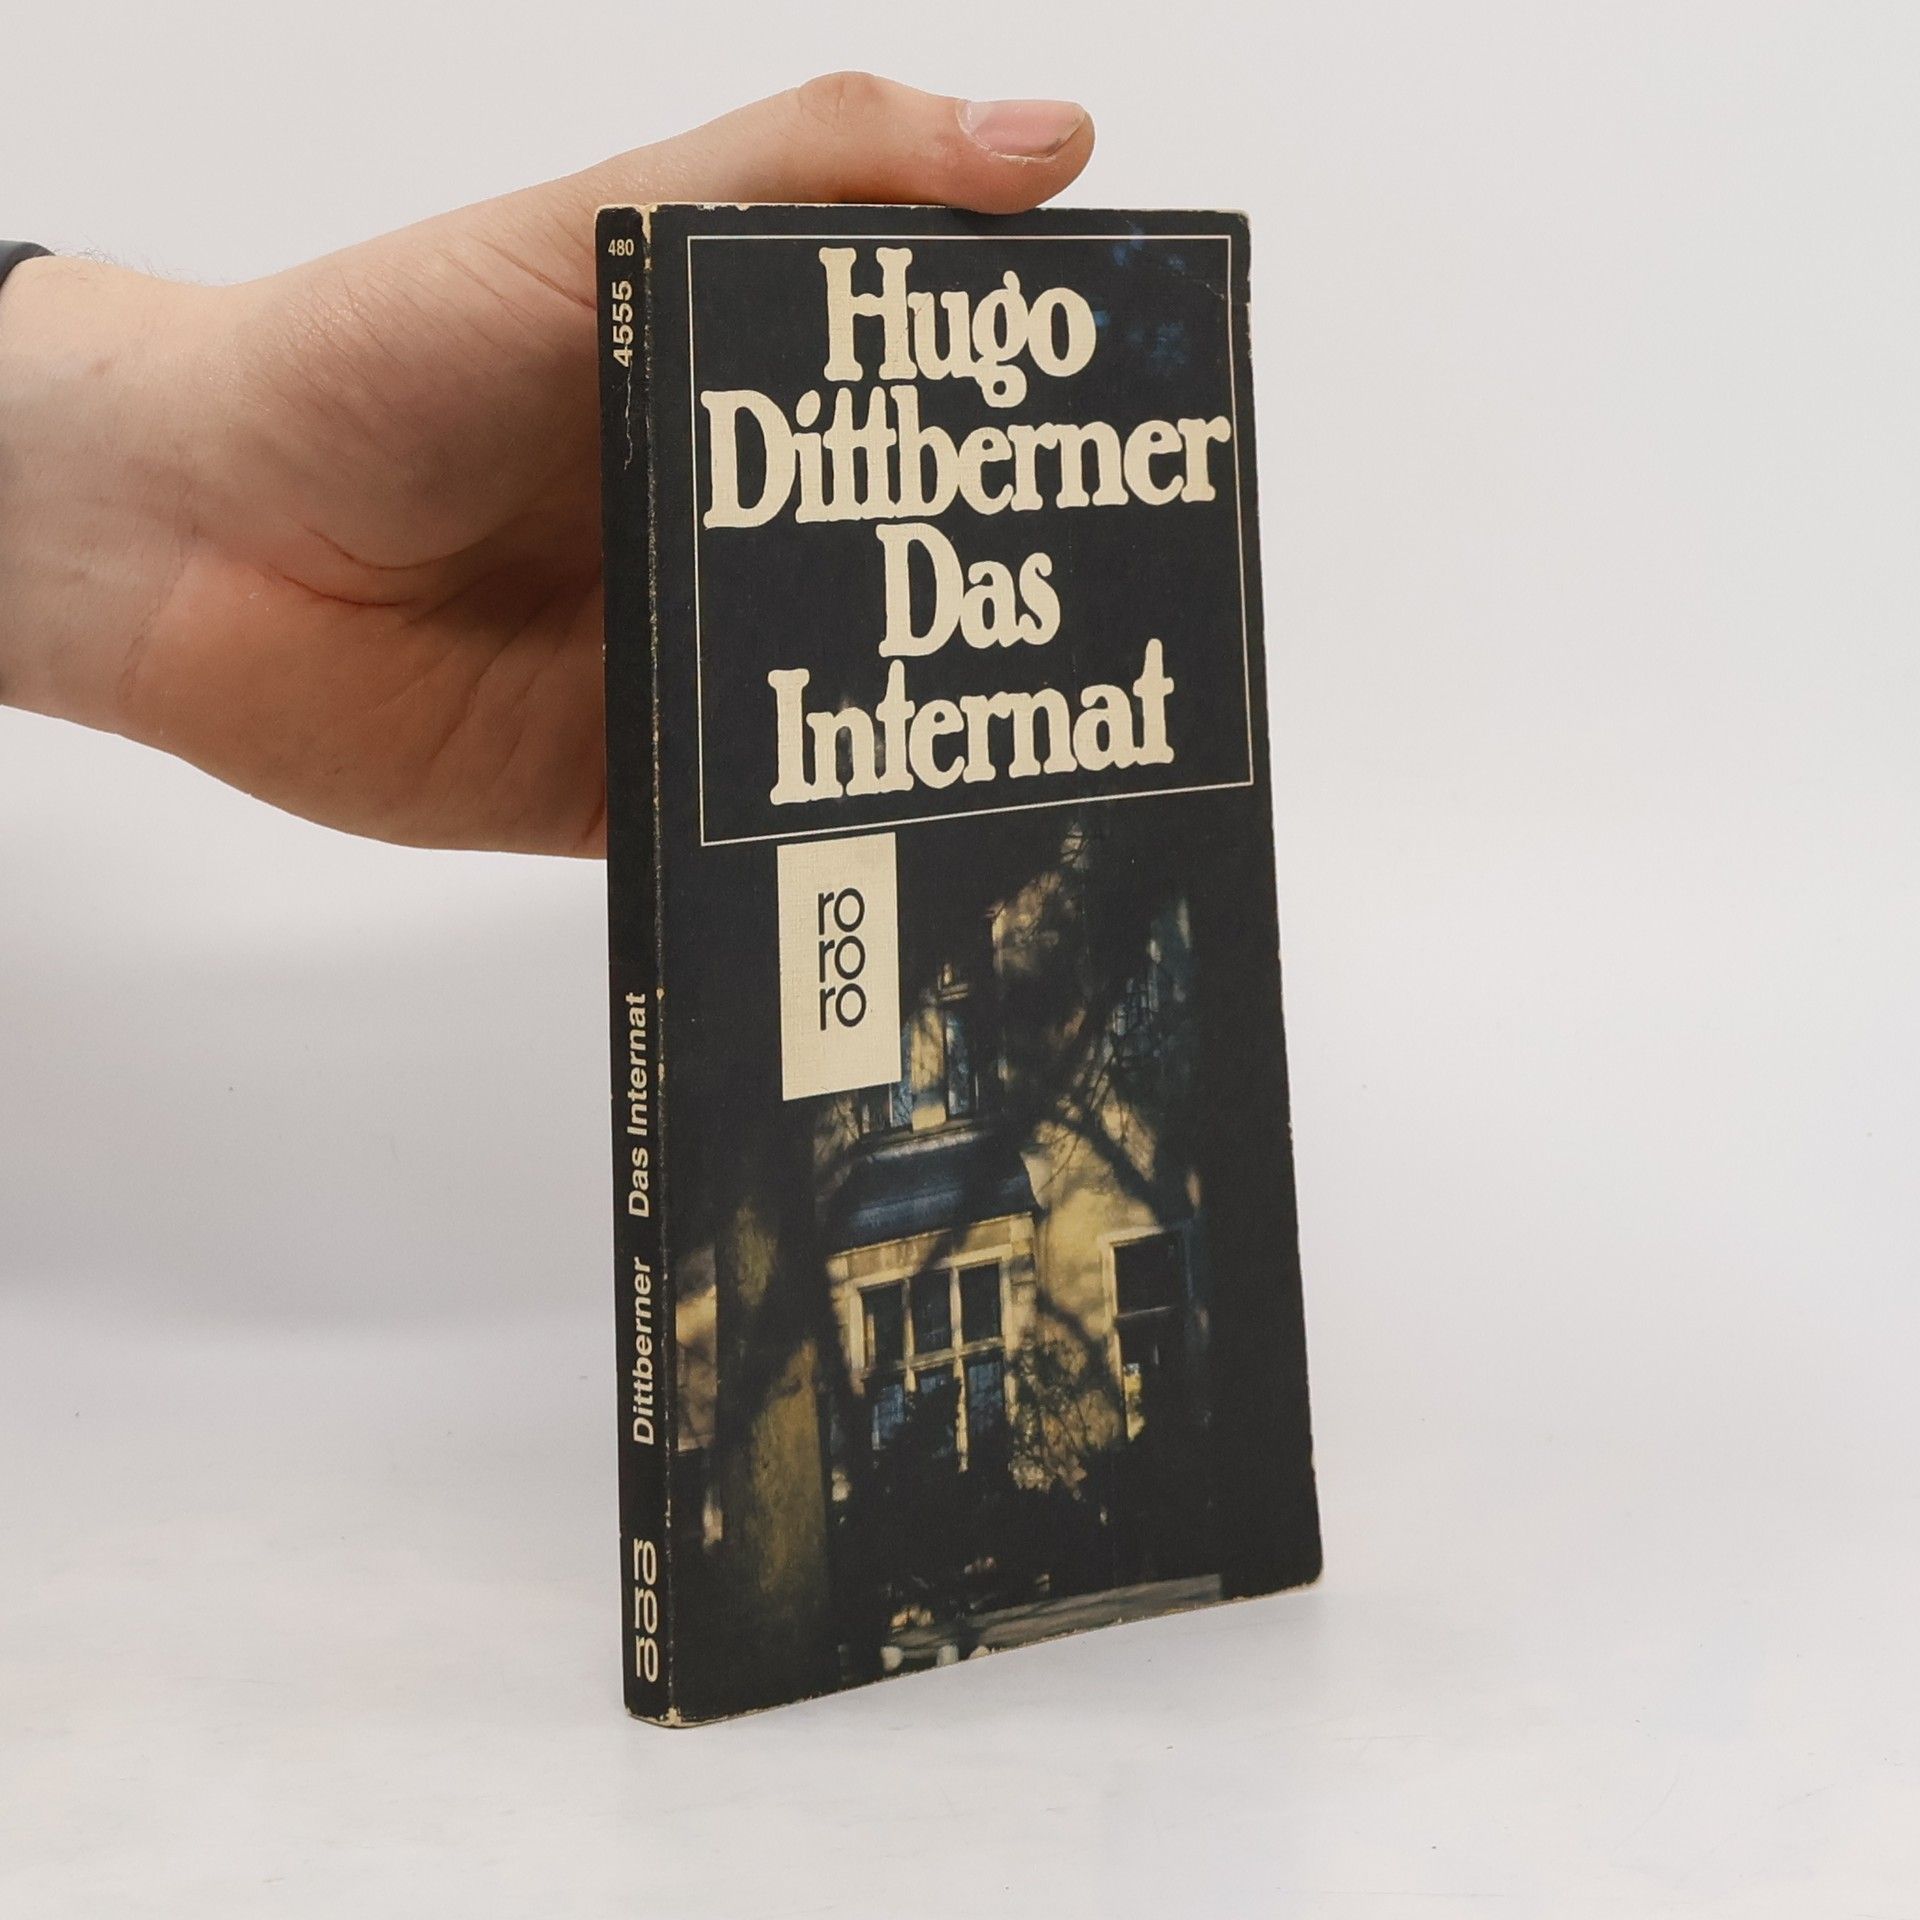 480
4555
Dittberner Das Internat
ro
ro
ro
Hugo
Dittberner
Das
Internat
ro
ro
ro